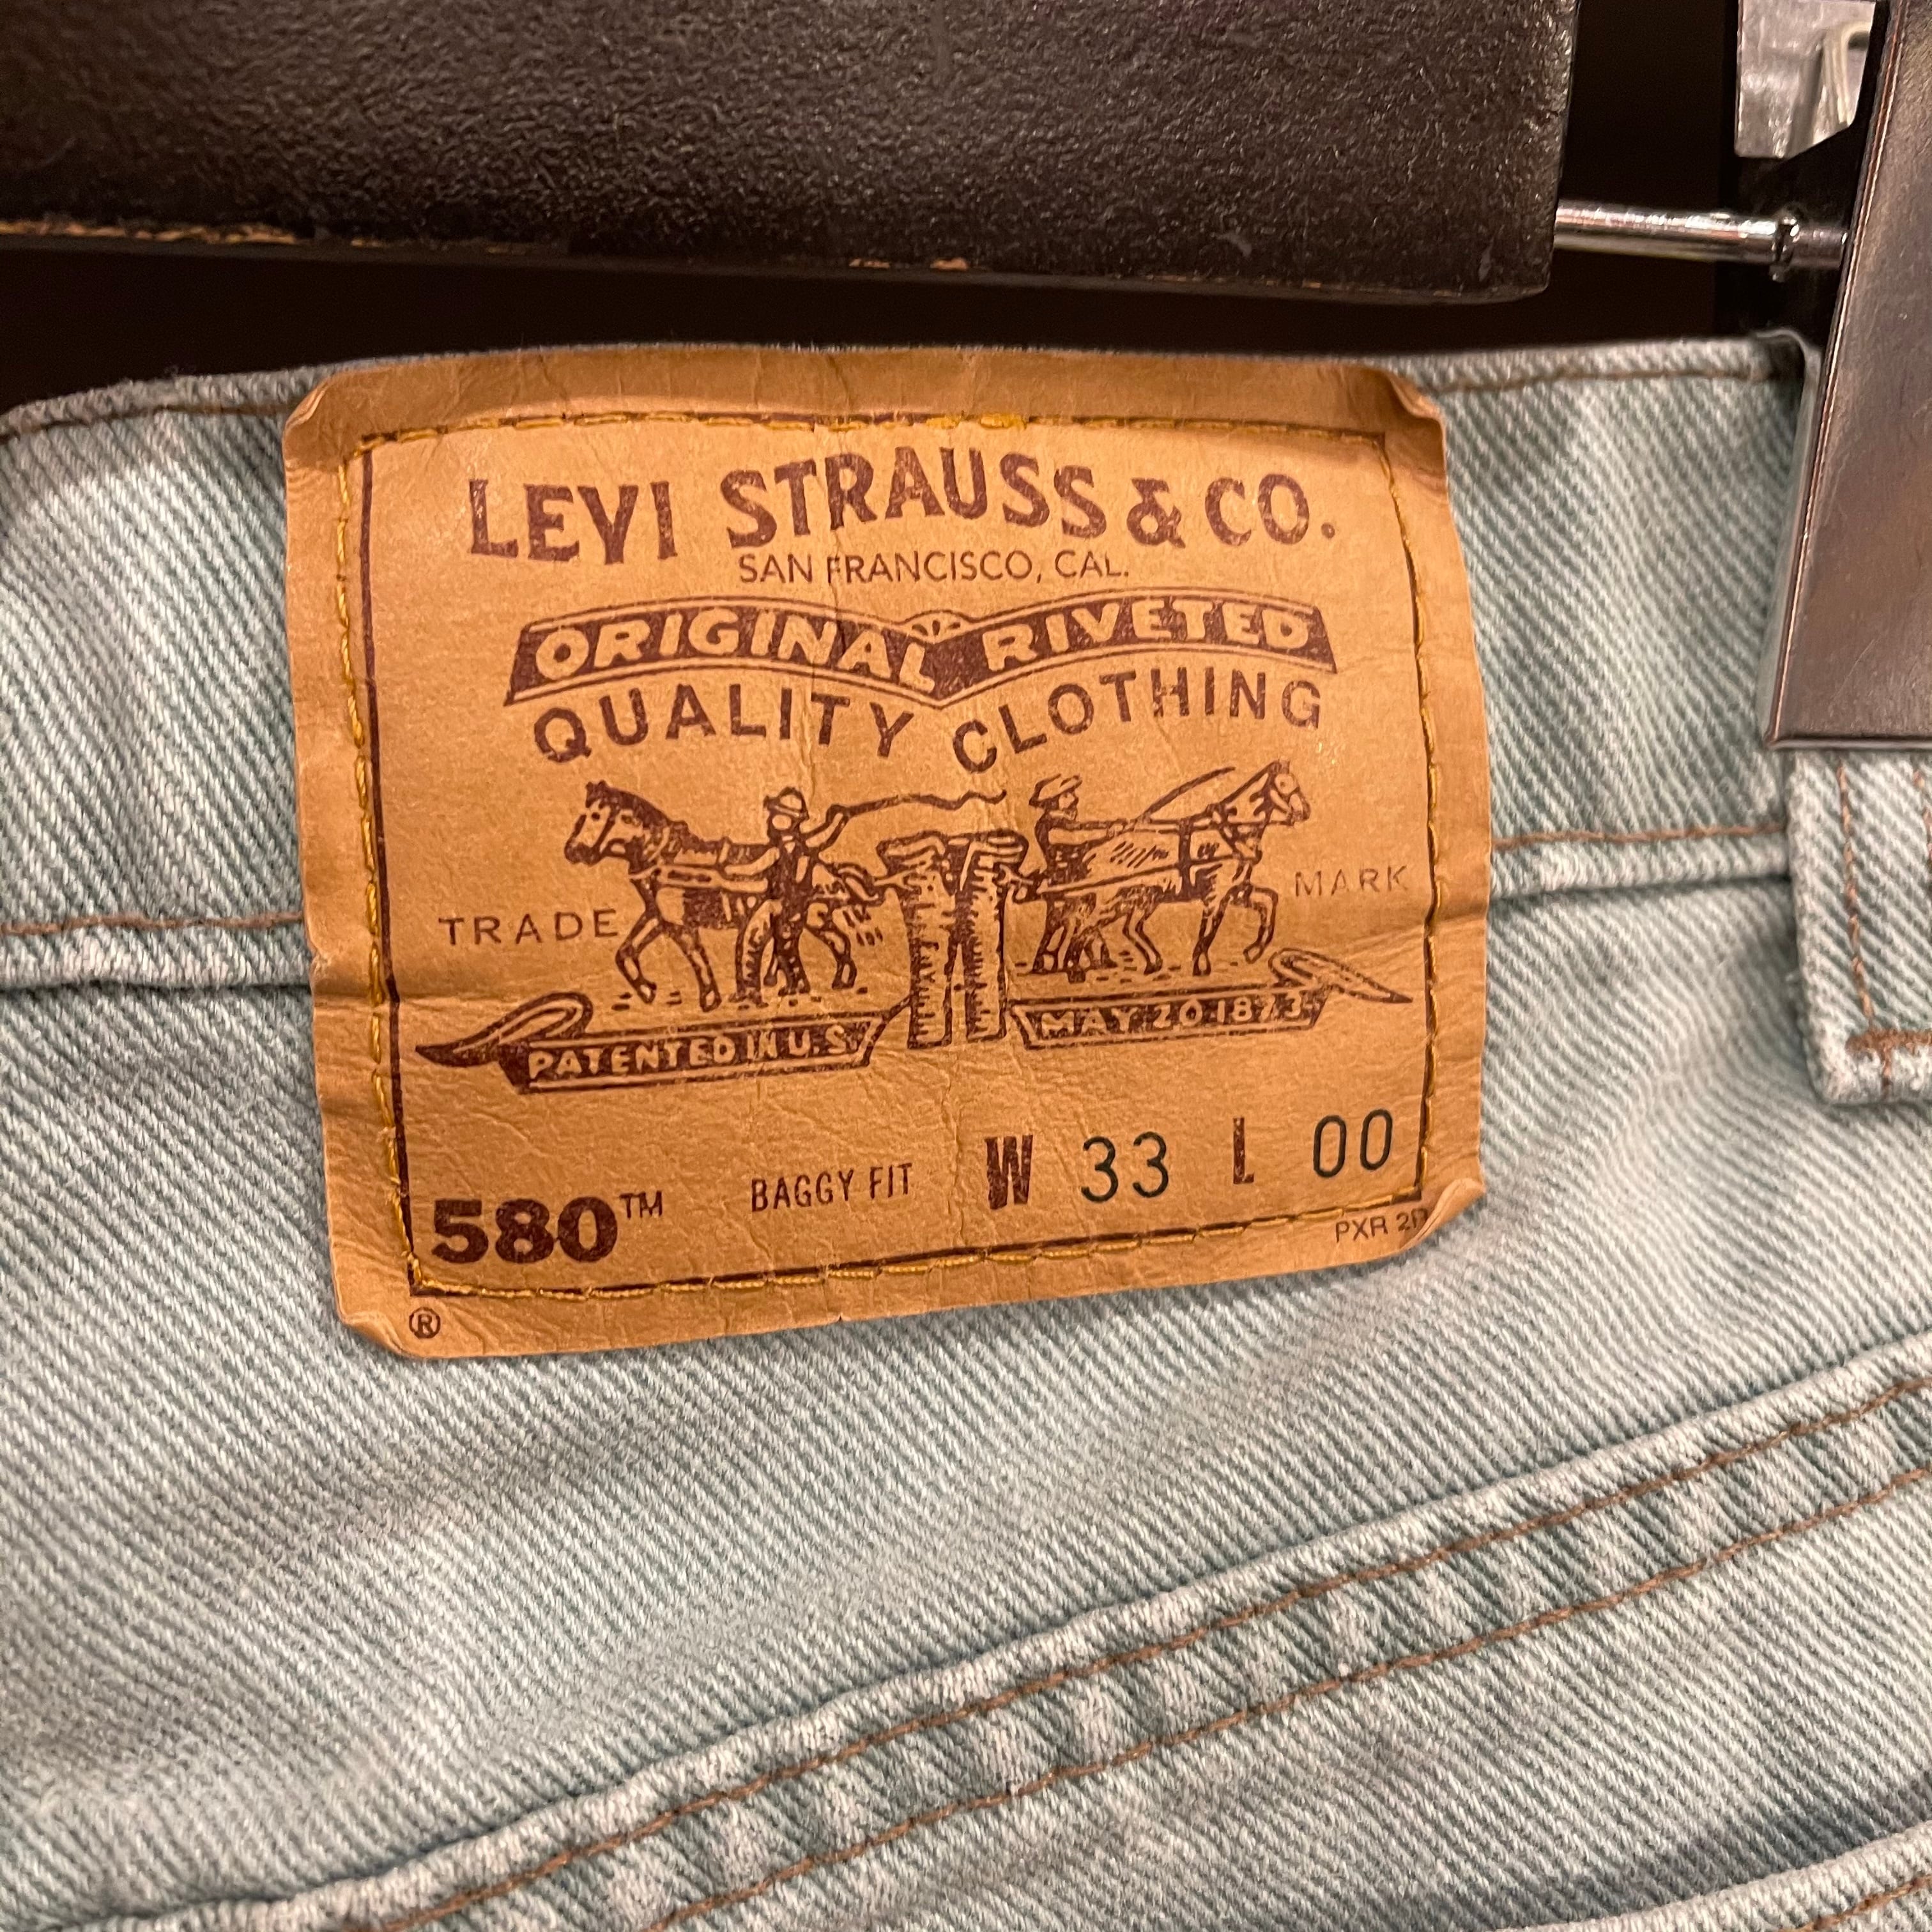 LEVI STRAUSS & CO.
SAN FRANCISCO, CAL.
ORIGINAL RIVETED
QUALITY CLOTHING
TRADE MARK
PATENTED IN U.S. MAY 20 1873
580™ BAGGY FIT W 33 L 00
PXR
®